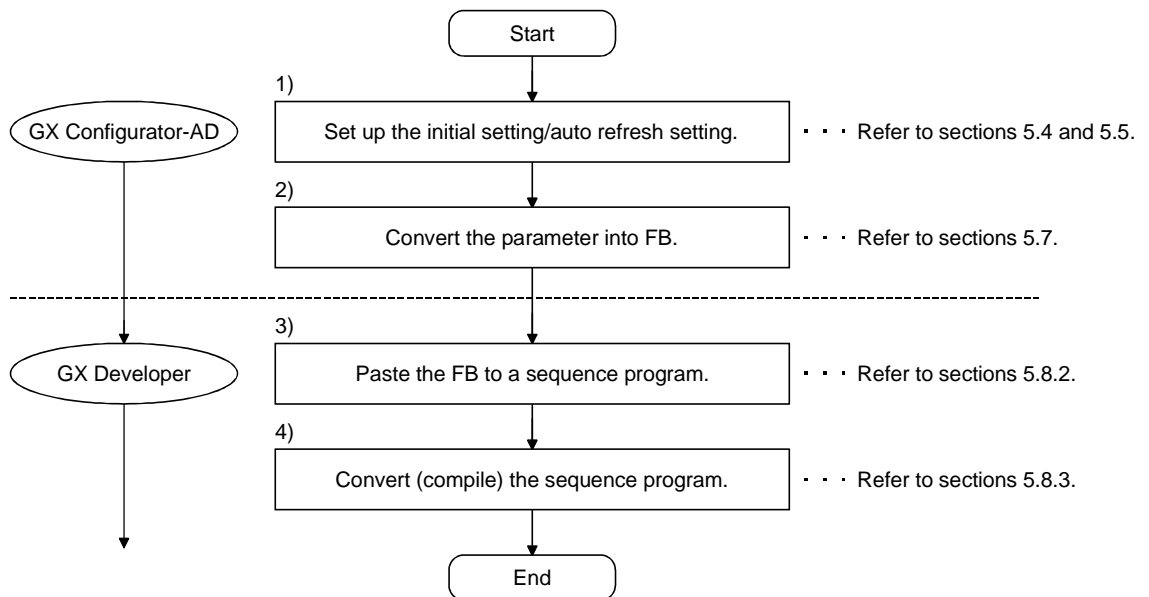 Start
1)
GX Configurator-AD
Set up the initial setting/auto refresh setting.
· · · Refer to sections 5.4 and 5.5.
2)
Convert the parameter into FB.
· · · Refer to sections 5.7.
3)
GX Developer
Paste the FB to a sequence program.
· · · Refer to sections 5.8.2.
4)
Convert (compile) the sequence program.
· · · Refer to sections 5.8.3.
End